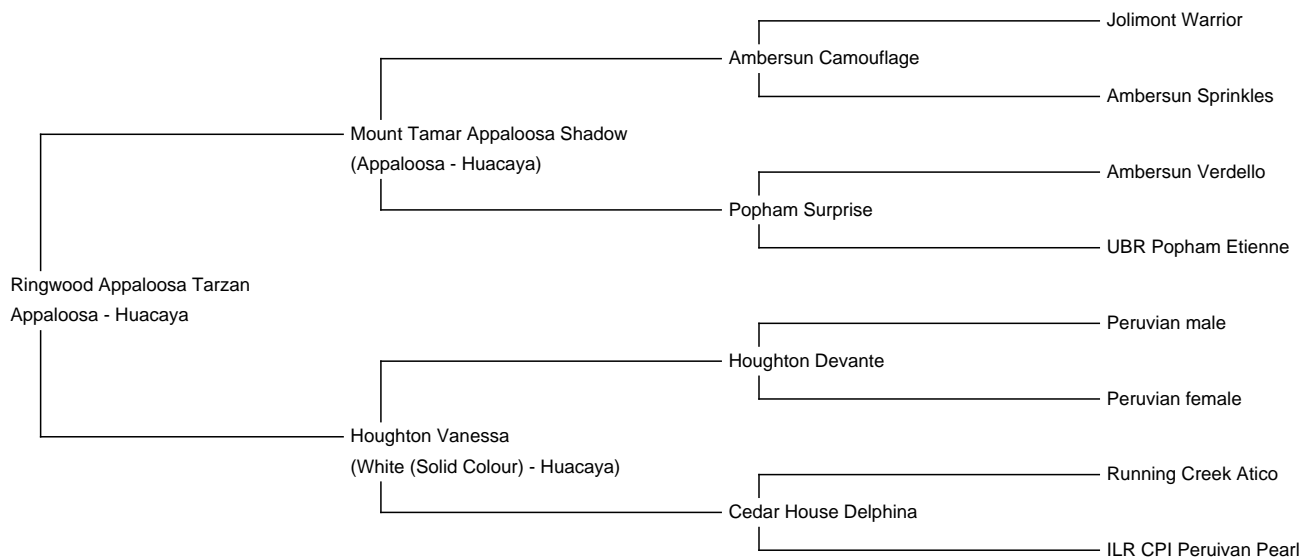 Jolimont Warrior
Ambersun Camouflage
Ambersun Sprinkles
Mount Tamar Appaloosa Shadow
(Appaloosa - Huacaya)
Ambersun Verdello
Popham Surprise
UBR Popham Etienne
Ringwood Appaloosa Tarzan
Appaloosa - Huacaya
Peruvian male
Houghton Devante
Peruvian female
Houghton Vanessa
(White (Solid Colour) - Huacaya)
Running Creek Atico
Cedar House Delphina
ILR CPI Peruivan Pearl